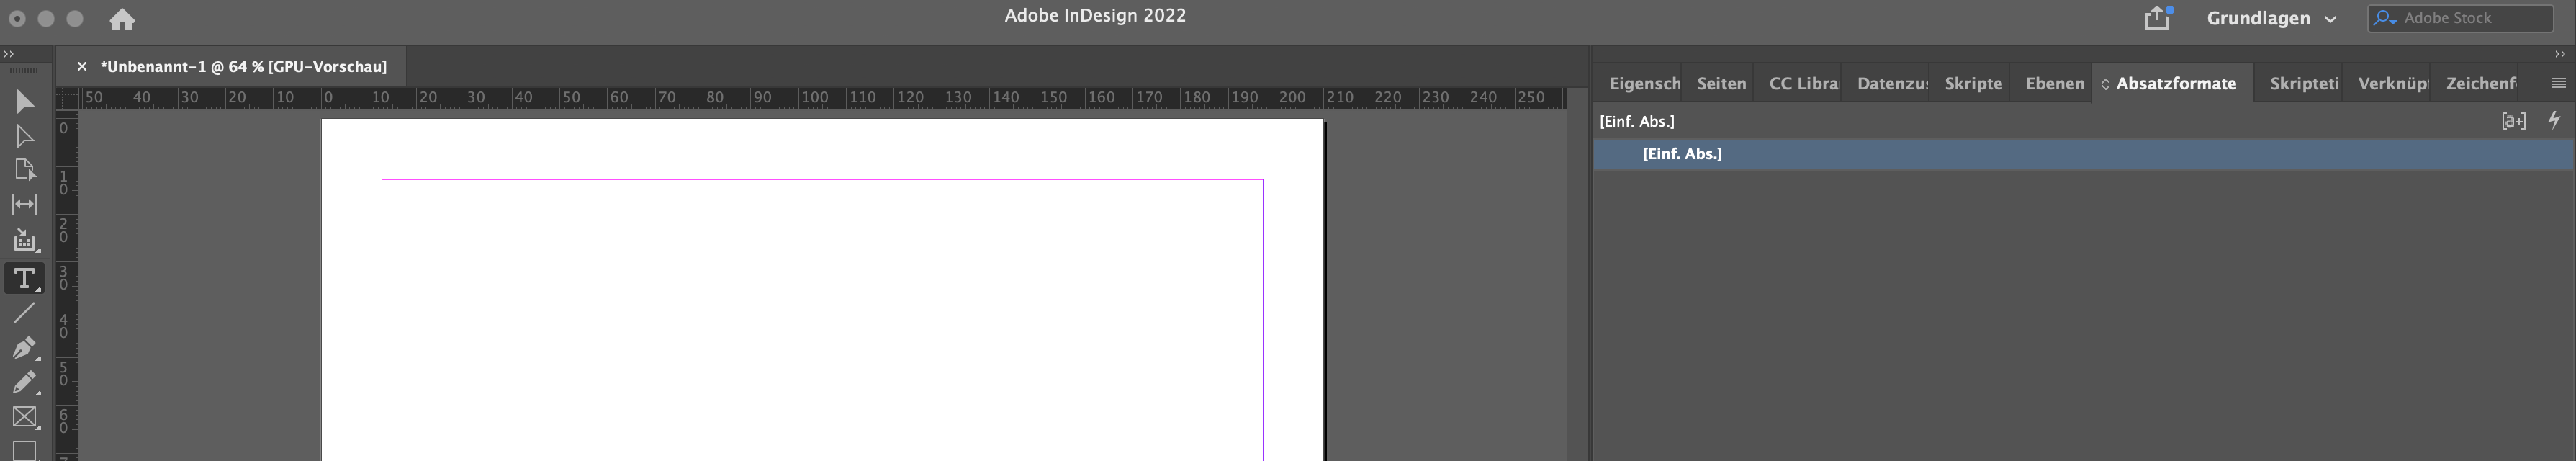 Adobe InDesign 2022
Grundlagen
Adobe Stock
*Unbenannt-1 @ 64 % [GPU-Vorschau]
50 40 30 20 10 0 10 20 30 40 50 60 70 80 90 100 110 120 130 140 150 160 170 180 190 200 210 220 230 240 250
Eigensch Seiten CC Libra Datenzu Skripte Ebenen Absatzformate Skripteti Verknüp Zeichenf
0
[Einf. Abs.] [a+]
[Einf. Abs.]
10
20
30
T
40
50
60